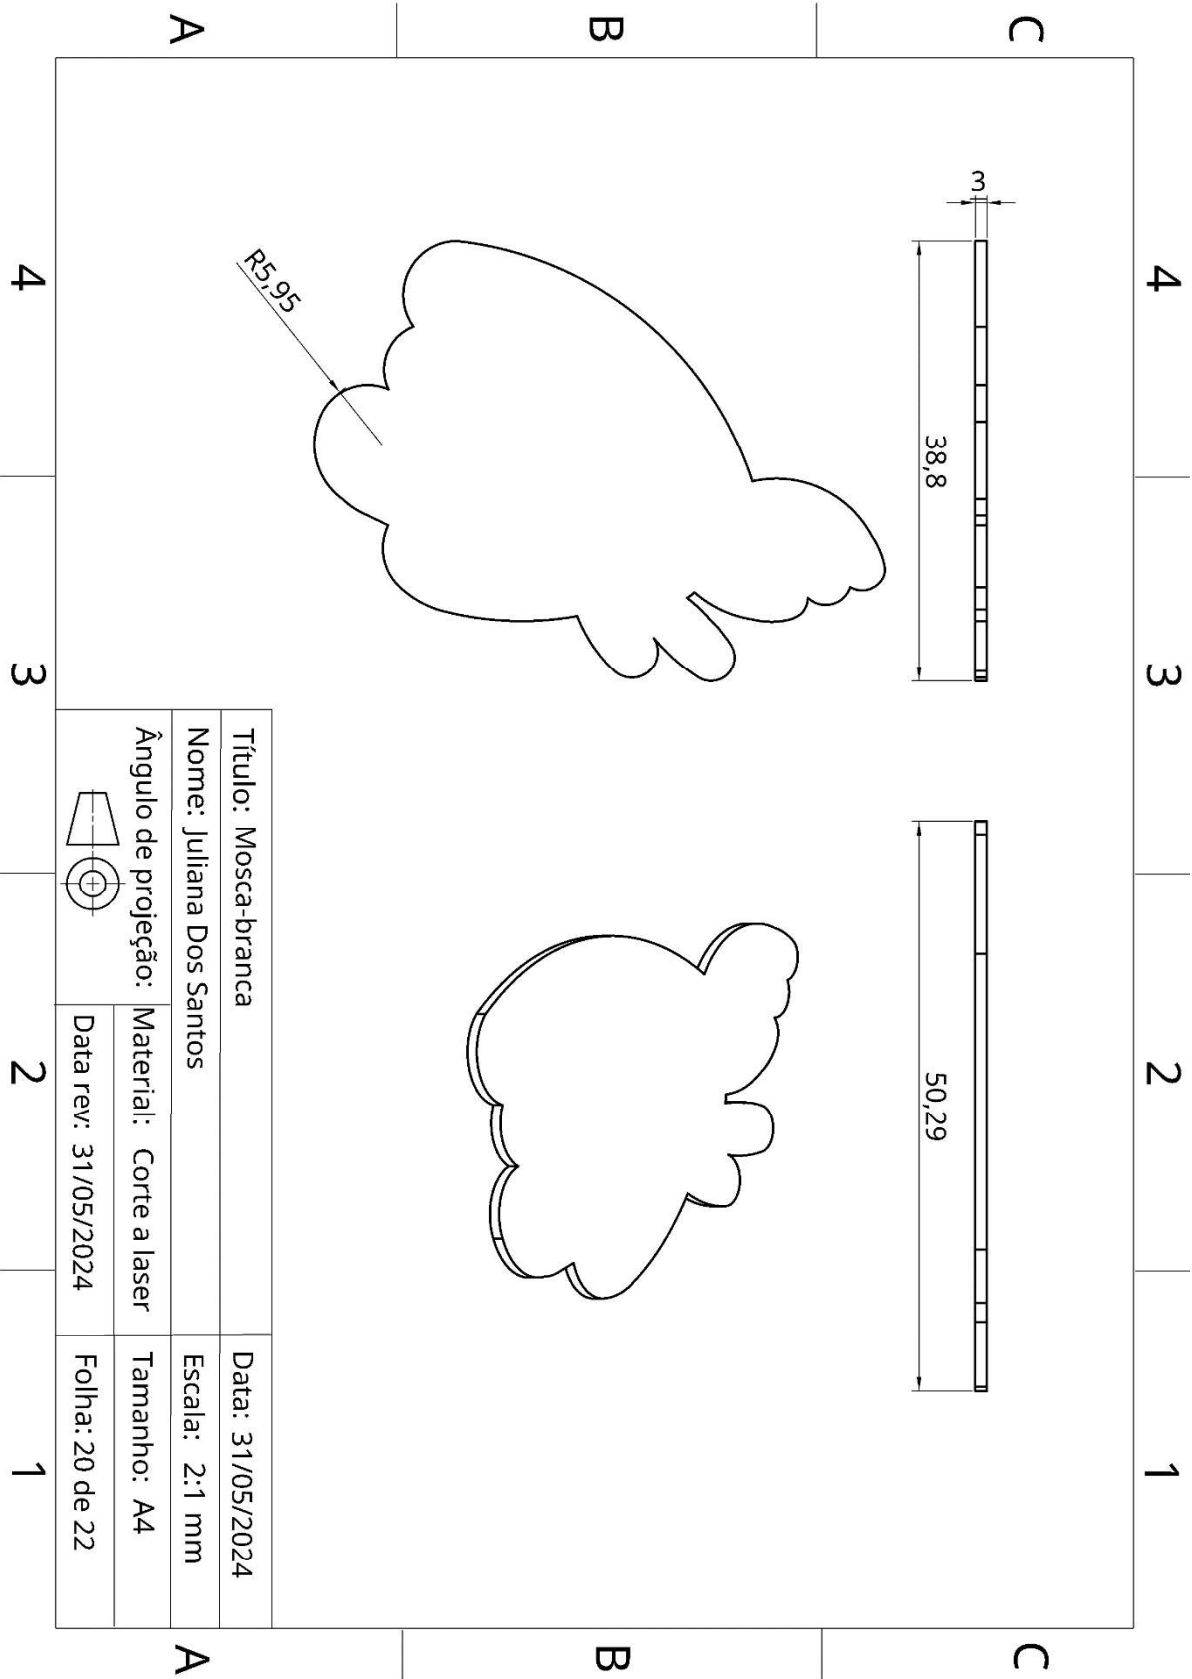 C
B
A
4
3
2
1
4
3
2
1
C
B
A
3
38,8
50,29
R5,95
Título: Mosca-branca
Data: 31/05/2024
Nome: Juliana Dos Santos
Escala: 2:1 mm
Ângulo de projeção:
Material: Corte a laser
Tamanho: A4
Data rev: 31/05/2024
Folha: 20 de 22